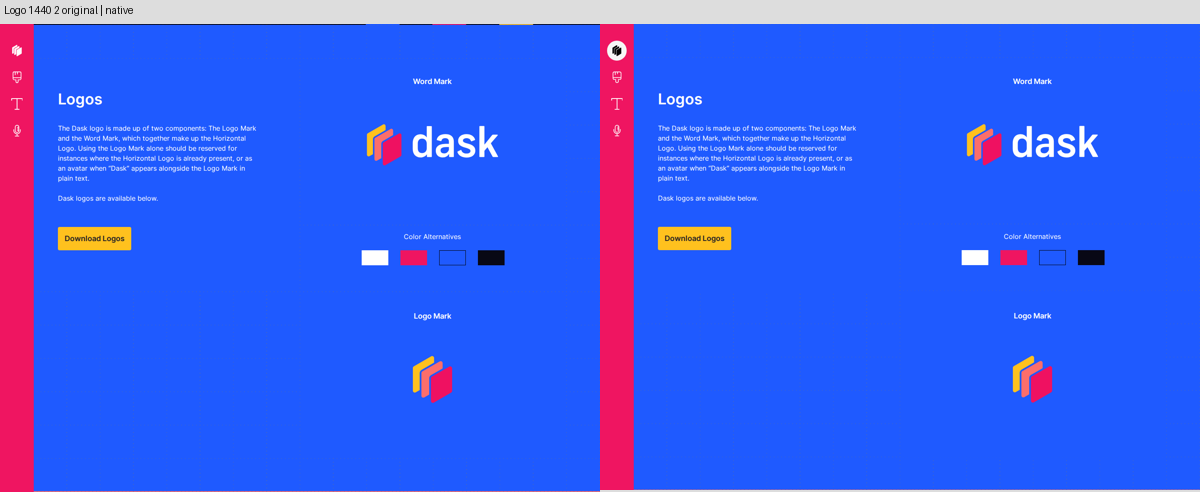 Logo 1440 2 original | native
Logos
The Dask logo is made up of two components: The Logo Mark
and the Word Mark, which together make up the Horizontal
Logo. Using the Logo Mark alone should be reserved for
instances where the Horizontal Logo is already present, or as
an avatar when "Dask" appears alongside the Logo Mark in
plain text.
Dask logos are available below.
Download Logos
Word Mark
dask
Color Alternatives
Logo Mark
Logos
The Dask logo is made up of two components: The Logo Mark
and the Word Mark, which together make up the Horizontal
Logo. Using the Logo Mark alone should be reserved for
instances where the Horizontal Logo is already present, or as
an avatar when "Dask" appears alongside the Logo Mark in
plain text.
Dask logos are available below.
Download Logos
Word Mark
dask
Color Alternatives
Logo Mark